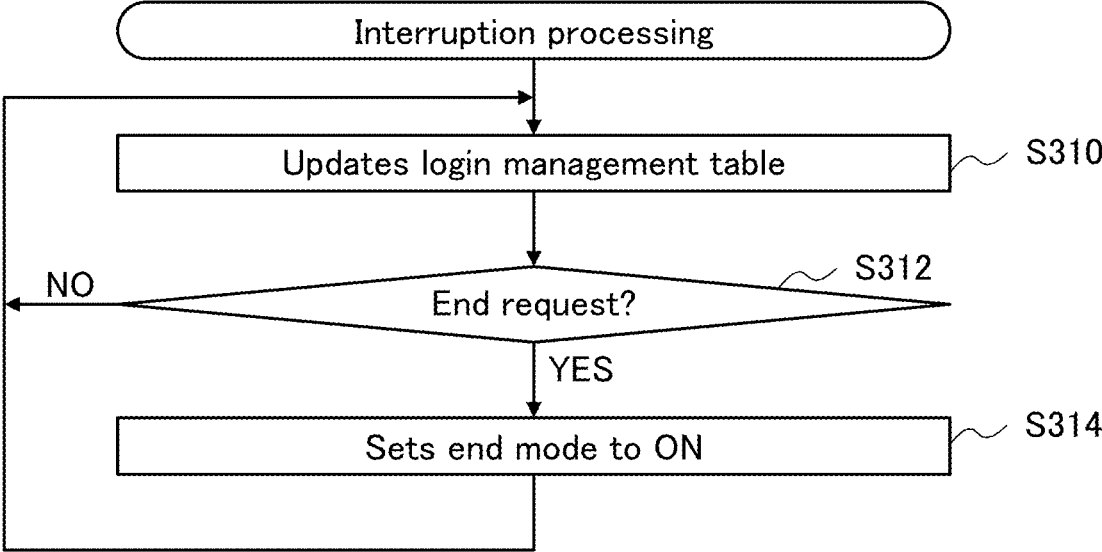 Interruption processing
Updates login management table
S310
S312
NO
End request?
YES
Sets end mode to ON
S314